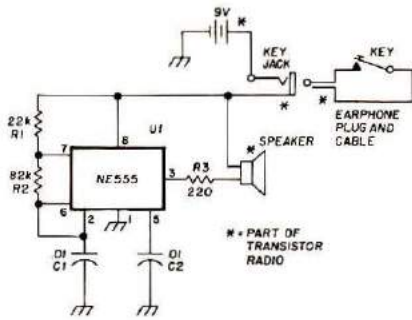 9V
*
KEY
JACK
KEY
*
*
EARPHONE
PLUG AND
CABLE
22k
R1
8
U1
*
SPEAKER
7
82k
R2
NE555
3
R3
220
6
2
1
5
.01
C1
.01
C2
* = PART OF
TRANSISTOR
RADIO